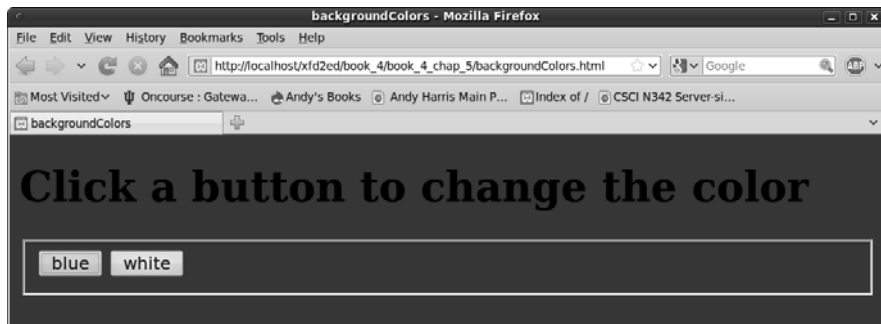 backgroundColors - Mozilla Firefox
File Edit View History Bookmarks Tools Help
http://localhost/xfd2ed/book_4/book_4_chap_5/backgroundColors.html Google ABP
Most Visited Oncourse : Gatewa... Andy's Books Andy Harris Main P... Index of / CSCI N342 Server-si...
backgroundColors
Click a button to change the color
blue white